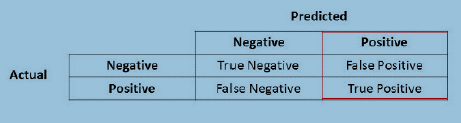 Predicted
Negative Positive
Actual Negative True Negative False Positive
Positive False Negative True Positive